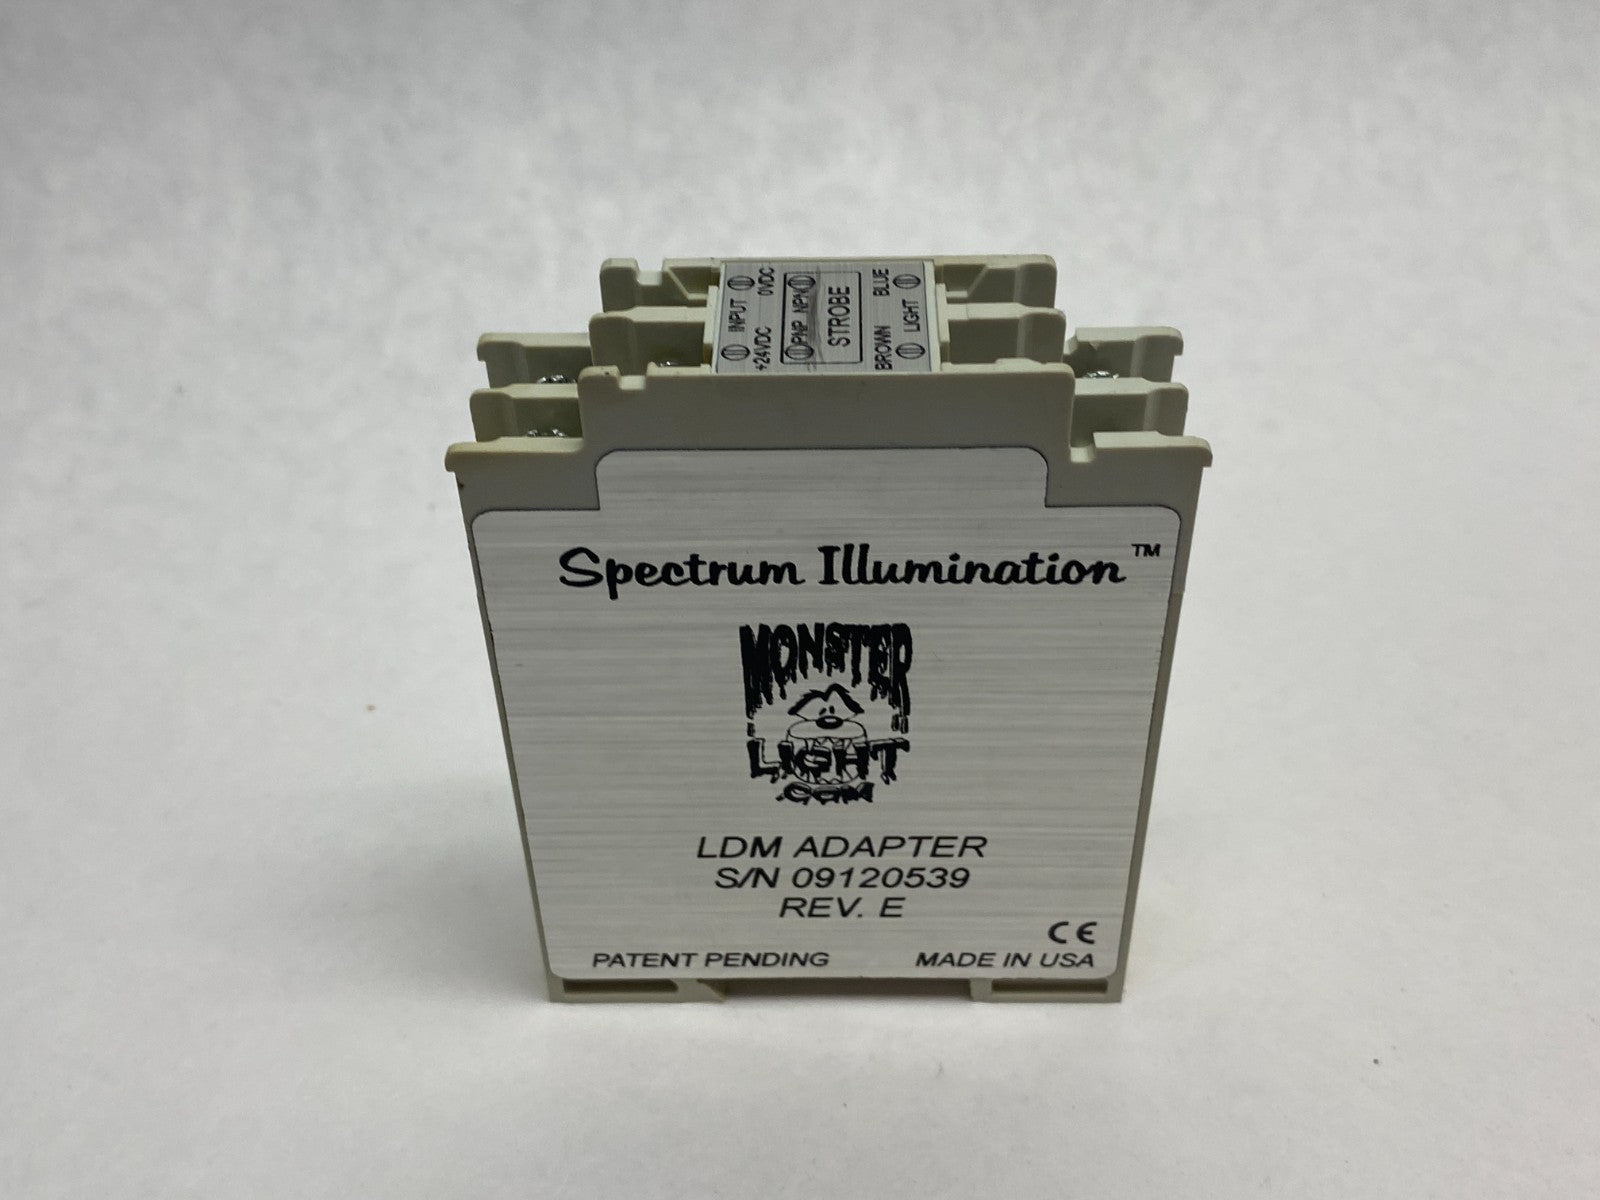 INPUT
+24VDC 0VDC
PNP NPN
STROBE
BROWN BLUE
LIGHT
Spectrum Illumination™
MONSTER
LIGHT
.COM
LDM ADAPTER
S/N 09120539
REV. E
CE
PATENT PENDING MADE IN USA